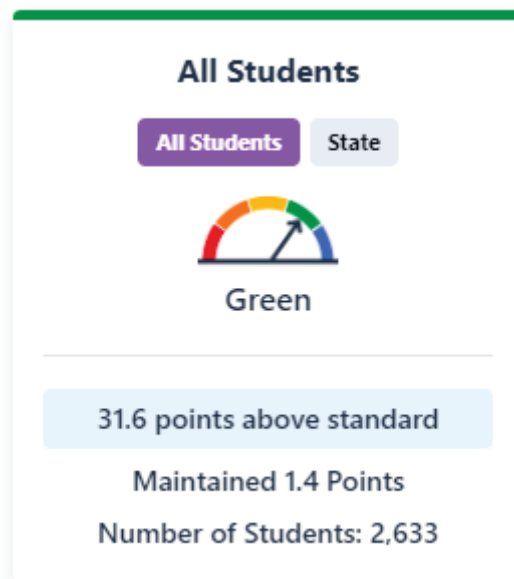 All Students
All Students State
Green
31.6 points above standard
Maintained 1.4 Points
Number of Students: 2,633